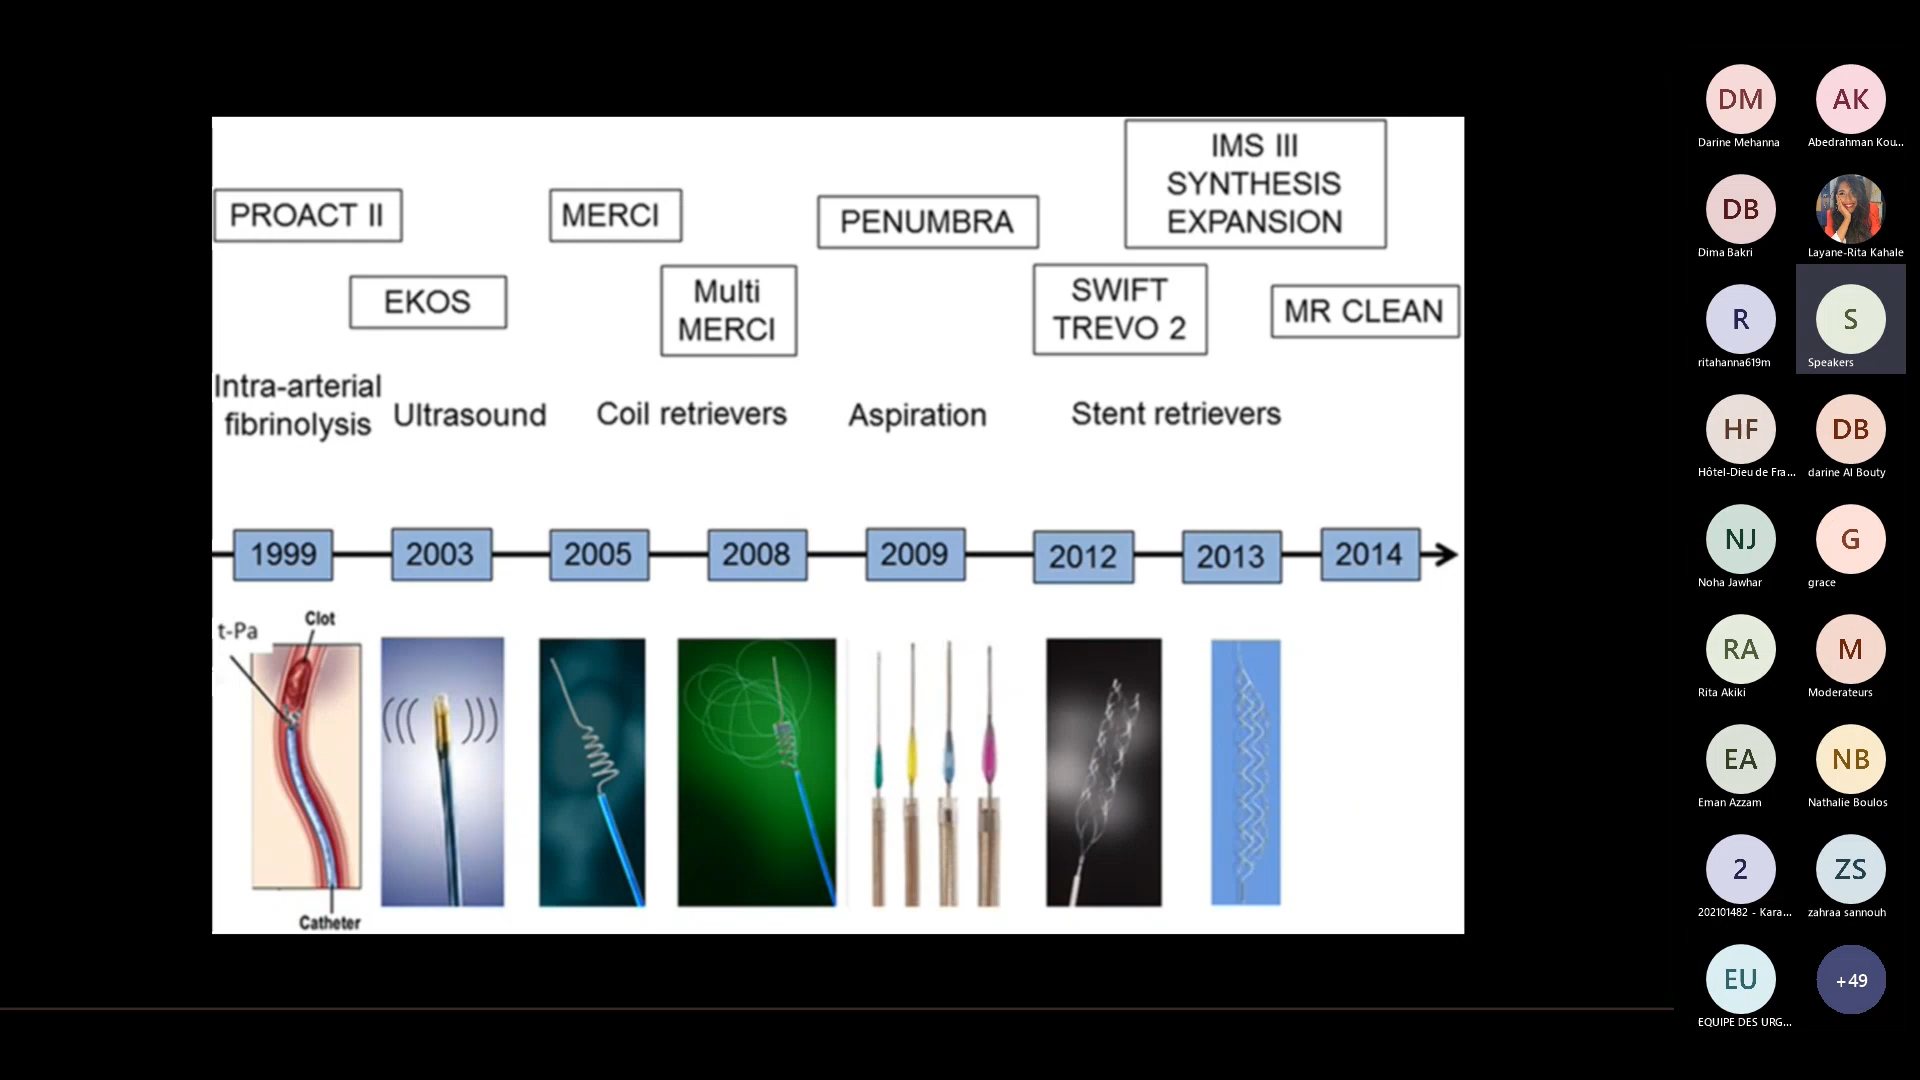 PROACT II
MERCI
PENUMBRA
IMS III
SYNTHESIS
EXPANSION
EKOS
Multi
MERCI
SWIFT
TREVO 2
MR CLEAN
Intra-arterial
fibrinolysis
Ultrasound
Coil retrievers
Aspiration
Stent retrievers
1999
2003
2005
2008
2009
2012
2013
2014
Clot
t-Pa
Catheter
DM
Darine Mehanna
AK
Abedrahman Kou...
DB
Dima Bakri
Layane-Rita Kahale
R
ritahanna619m
S
Speakers
HF
Hôtel-Dieu de Fra...
DB
darine Al Bouty
NJ
Noha Jawhar
G
grace
RA
Rita Akiki
M
Moderateurs
EA
Eman Azzam
NB
Nathalie Boulos
2
202101482 - Kara...
ZS
zahraa sannouh
EU
EQUIPE DES URG...
+49